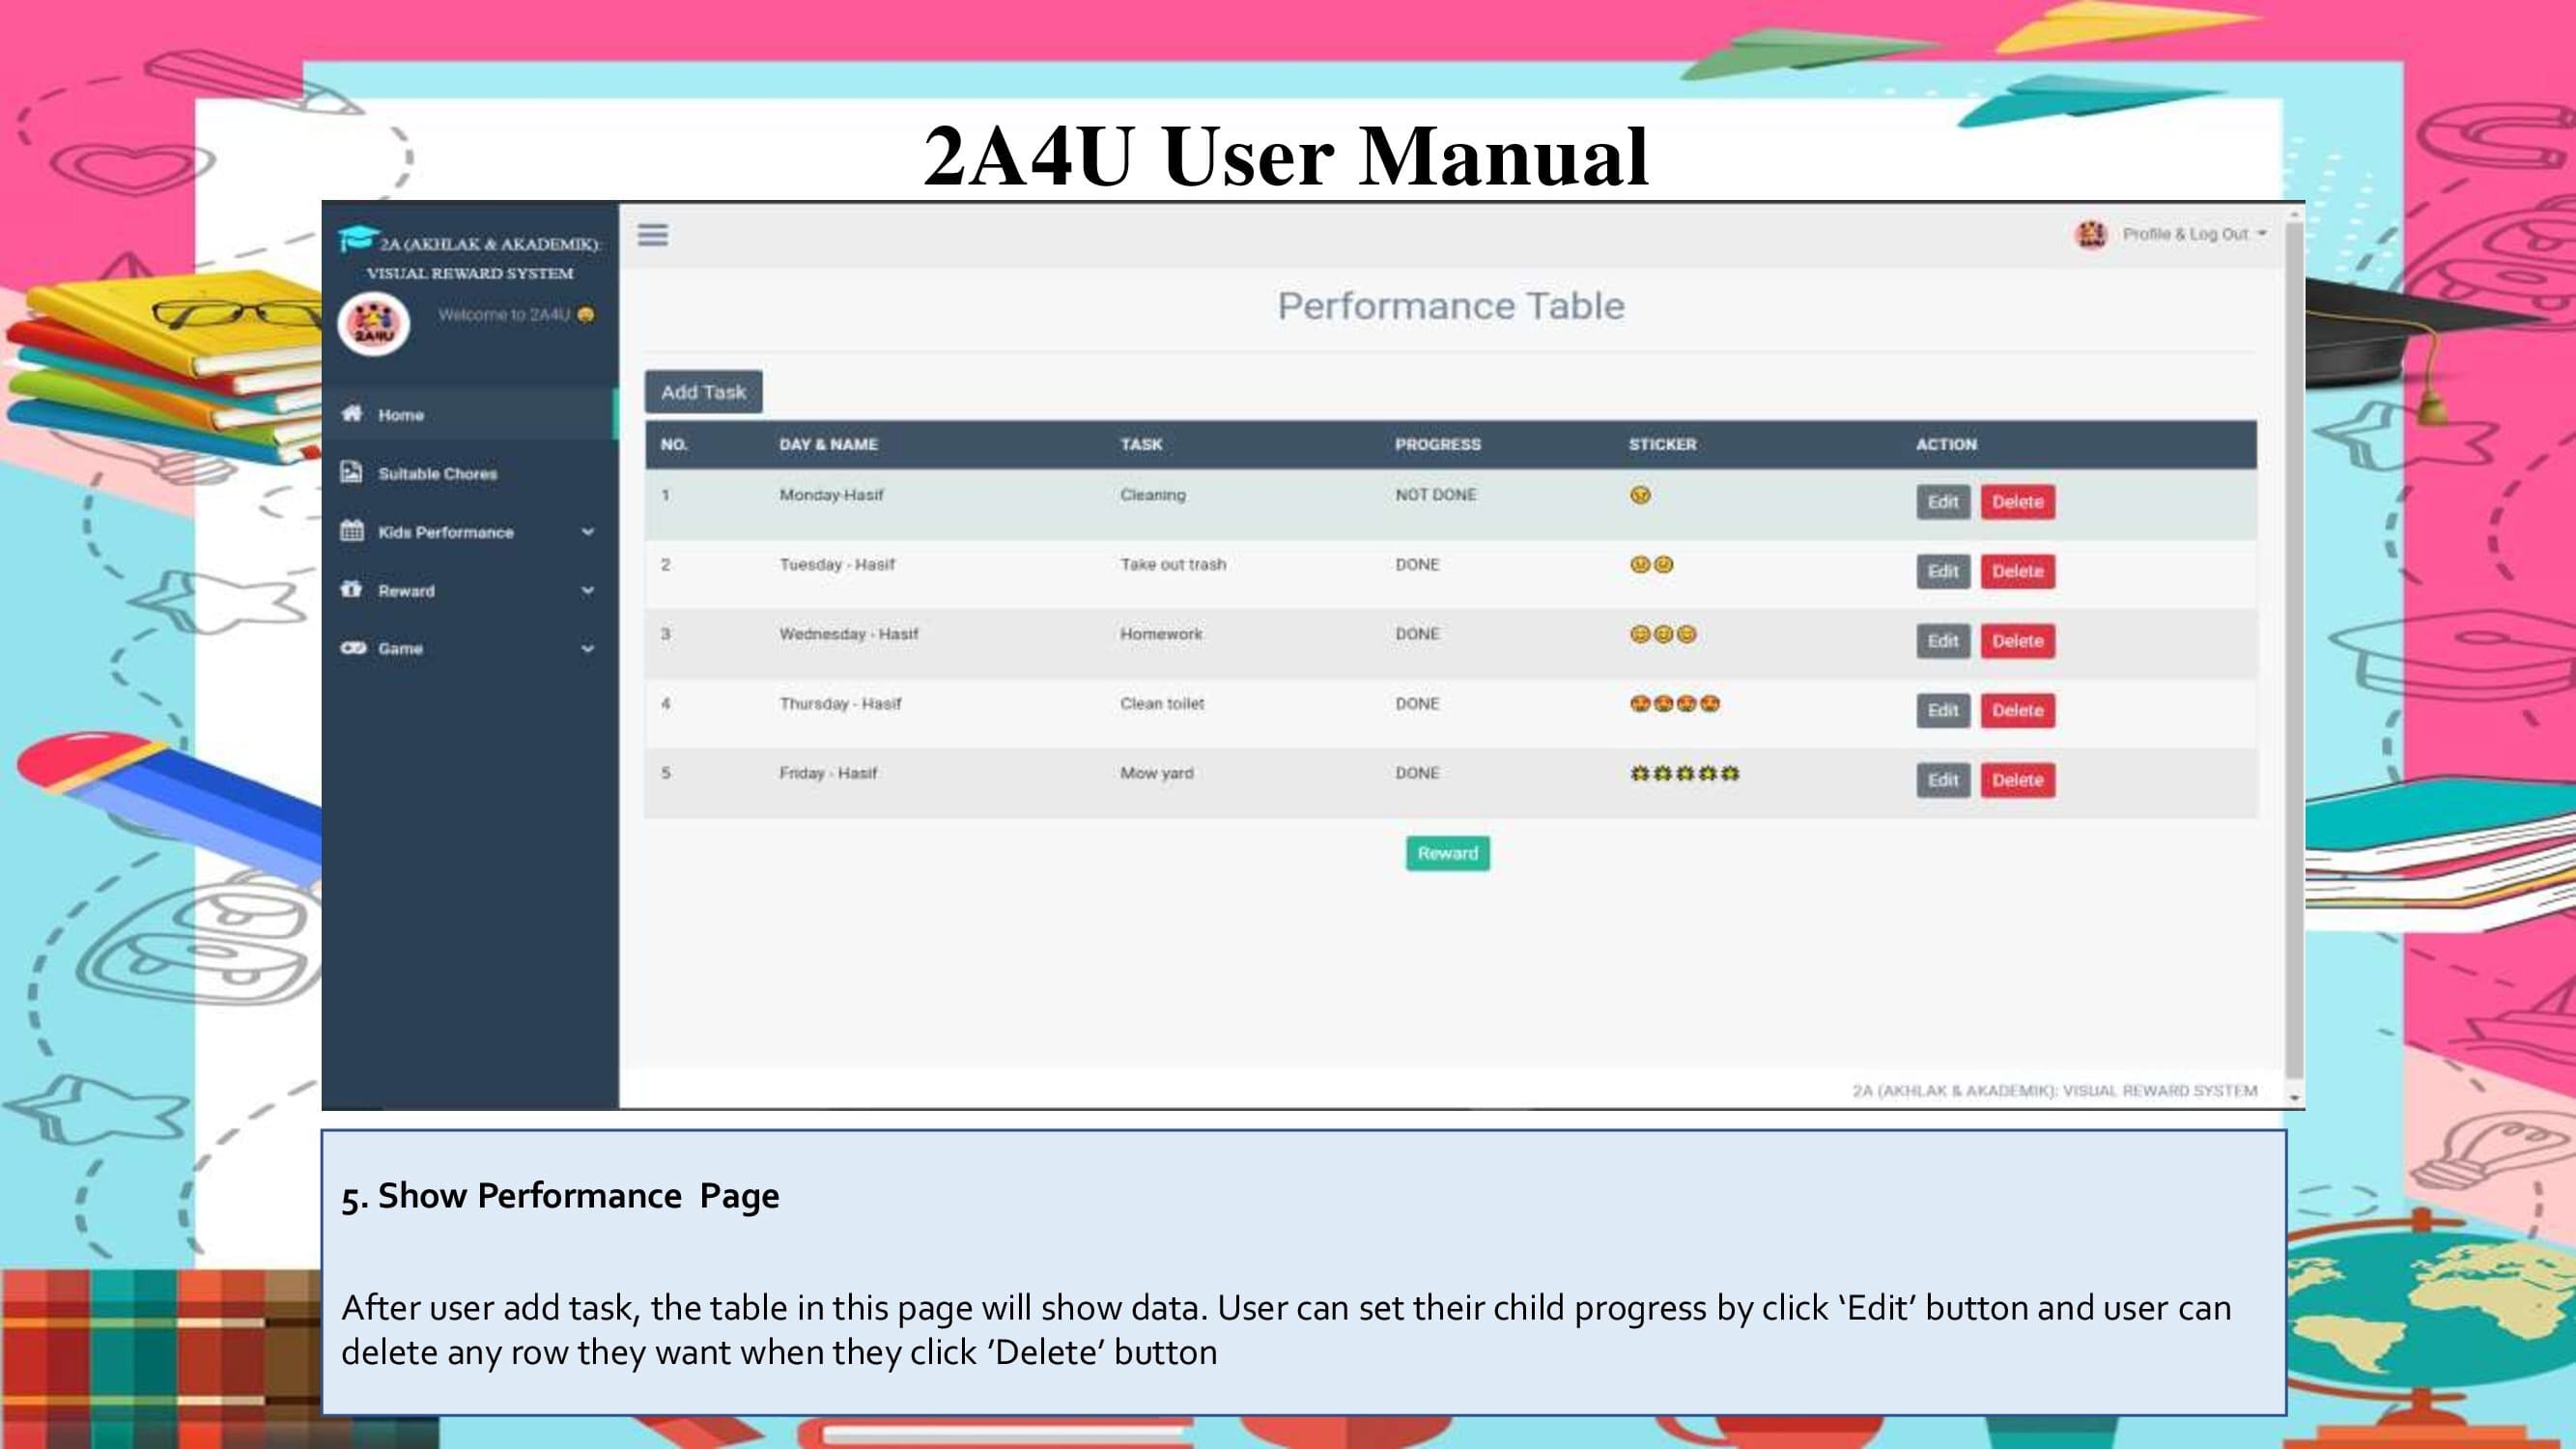 2A4U User Manual
2A (AKHLAK & AKADEMIK):
VISUAL REWARD SYSTEM
2A4U
Welcome to 2A4U
Profile & Log Out
Home
Suitable Chores
Kids Performance
Reward
Game
Performance Table
Add Task
NO. DAY & NAME TASK PROGRESS STICKER ACTION
1 Monday-Hasif Cleaning NOT DONE Edit Delete
2 Tuesday - Hasif Take out trash DONE Edit Delete
3 Wednesday - Hasif Homework DONE Edit Delete
4 Thursday - Hasif Clean toilet DONE Edit Delete
5 Friday - Hasif Mow yard DONE Edit Delete
Reward
2A (AKHLAK & AKADEMIK): VISUAL REWARD SYSTEM
5. Show Performance Page
After user add task, the table in this page will show data. User can set their child progress by click ‘Edit’ button and user can
delete any row they want when they click ’Delete’ button